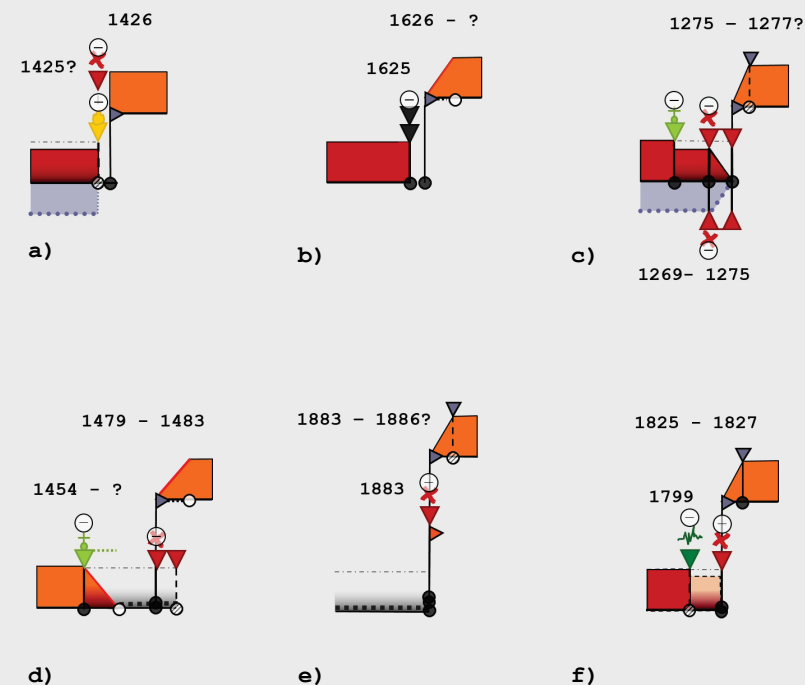 1426
1425?
a)
1626 - ?
1625
b)
1275 – 1277?
1269- 1275
c)
1479 - 1483
1454 - ?
d)
1883 – 1886?
1883
e)
1825 - 1827
1799
f)